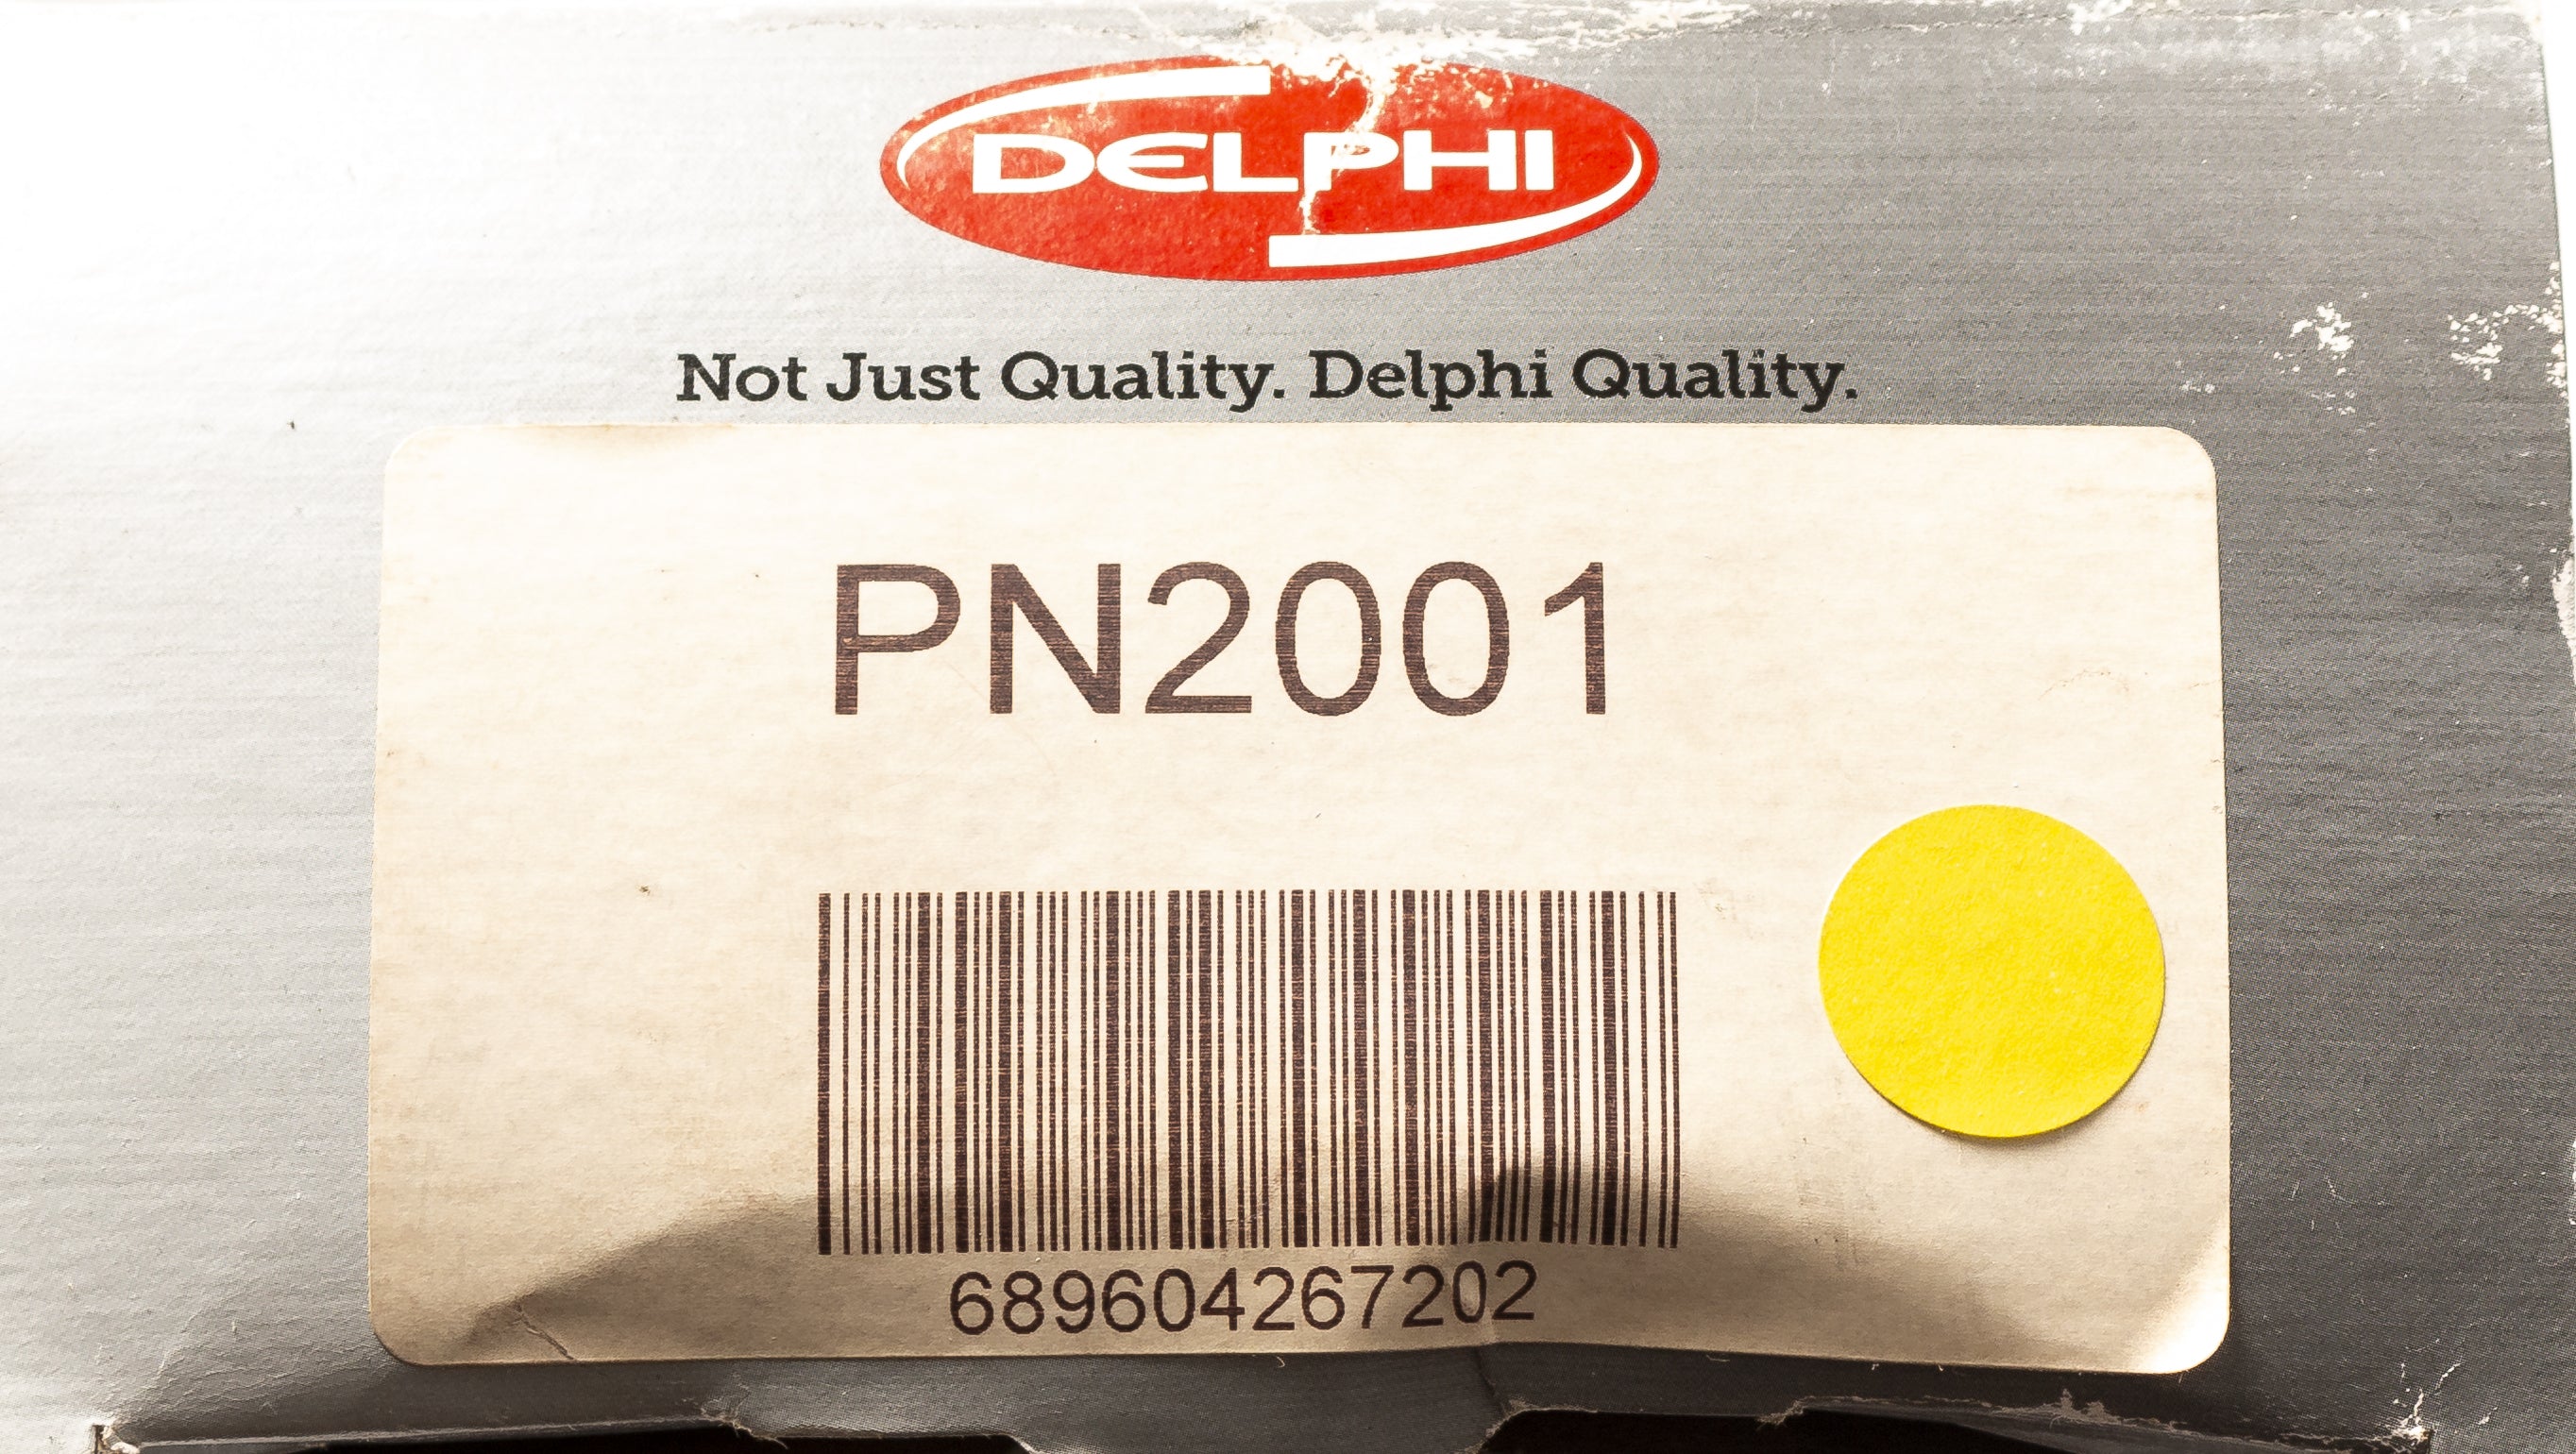 DELPHI
Not Just Quality. Delphi Quality.
PN2001
689604267202